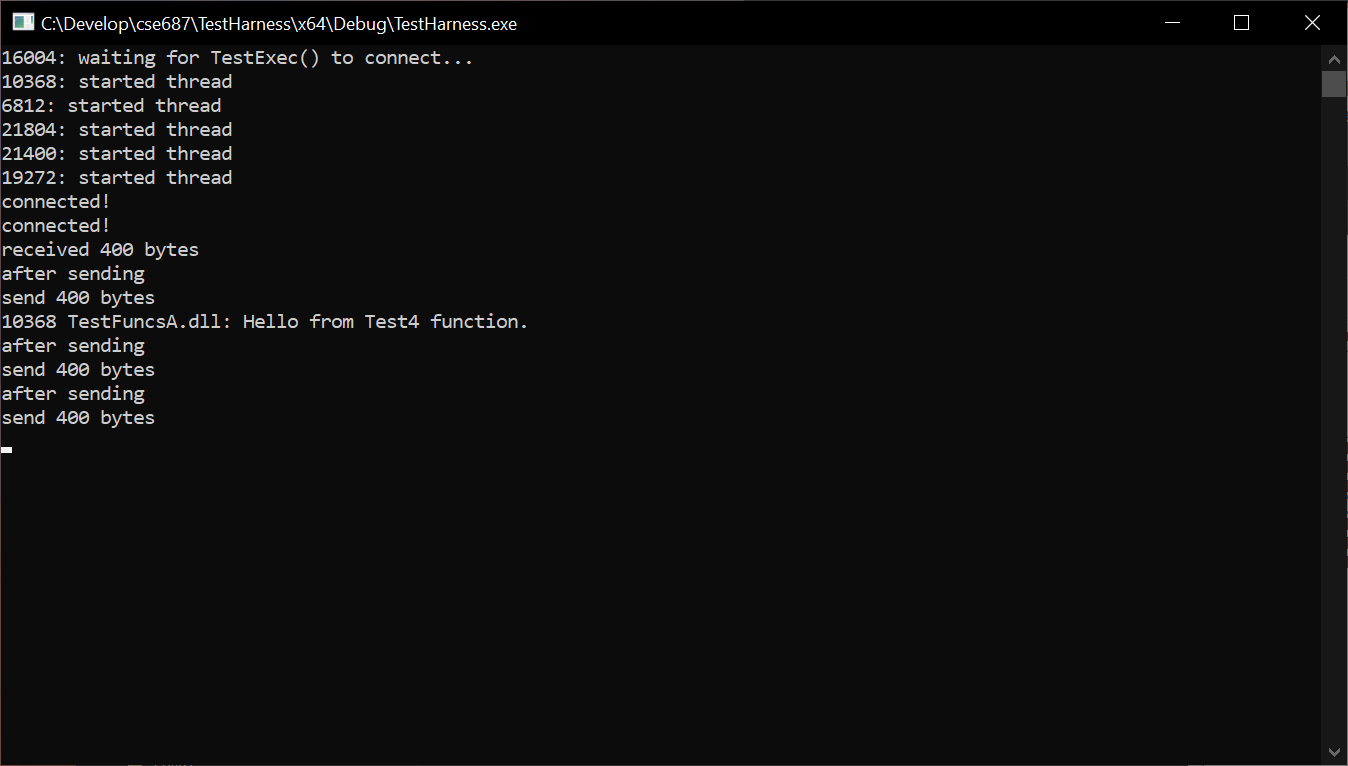 C:\Develop\cse687\TestHarness\x64\Debug\TestHarness.exe
16004: waiting for TestExec() to connect...
10368: started thread
6812: started thread
21804: started thread
21400: started thread
19272: started thread
connected!
connected!
received 400 bytes
after sending
send 400 bytes
10368 TestFuncsA.dll: Hello from Test4 function.
after sending
send 400 bytes
after sending
send 400 bytes